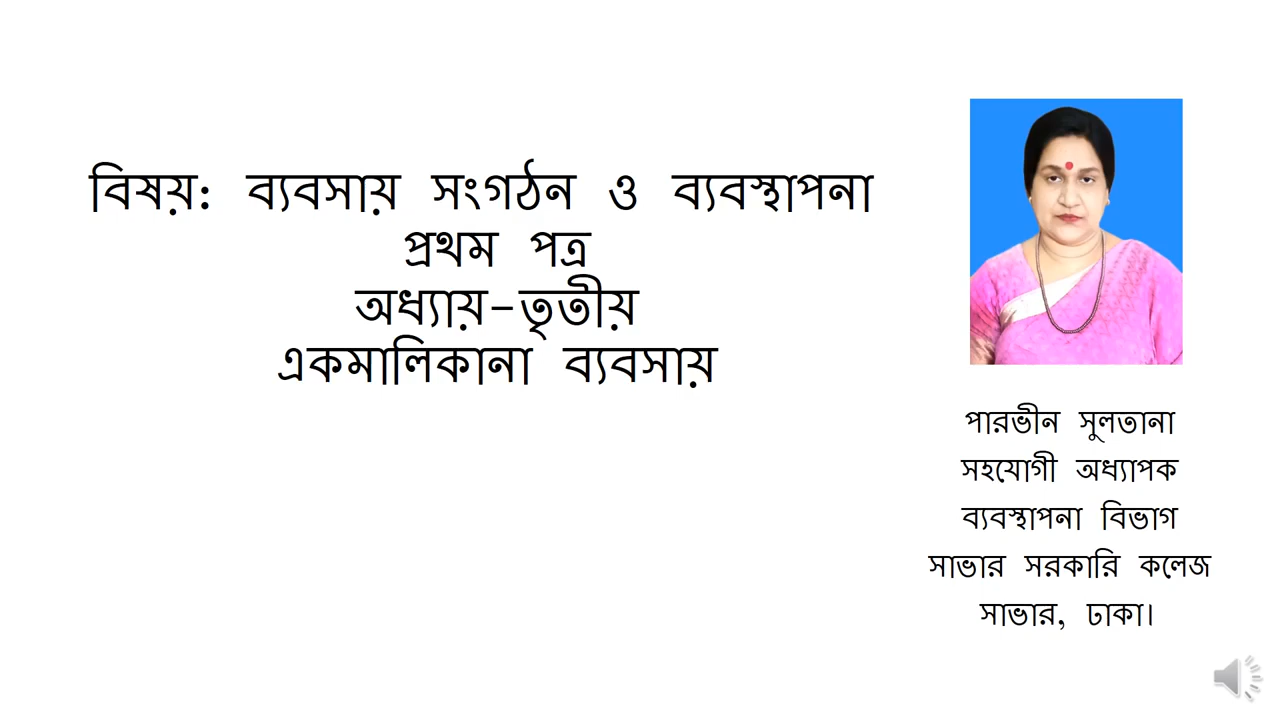 বিষয়: ব্যবসায় সংগঠন ও ব্যবস্থাপনা
প্রথম পত্র
অধ্যায়-তৃতীয়
একমালিকানা ব্যবসায়
পারভীন সুলতানা
সহযোগী অধ্যাপক
ব্যবস্থাপনা বিভাগ
সাভার সরকারি কলেজ
সাভার, ঢাকা।